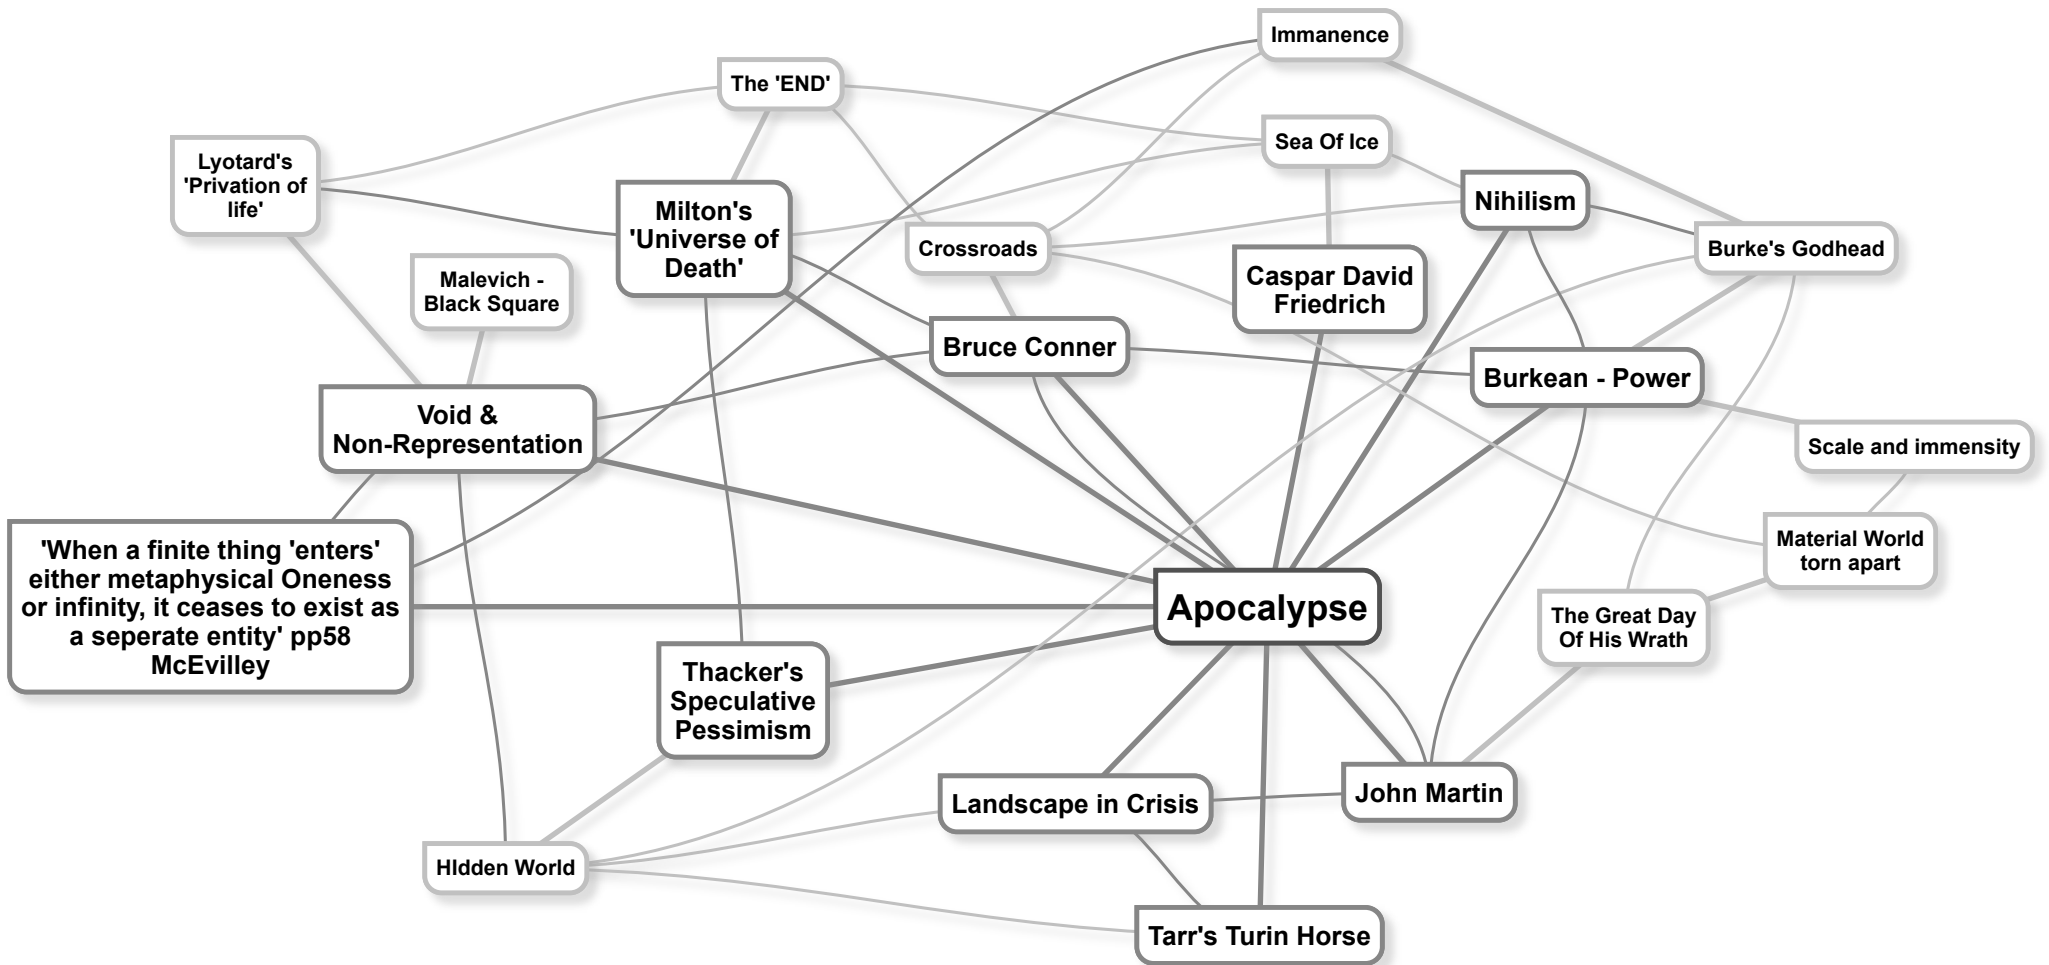 Immanence
The 'END'
Sea Of Ice
Lyotard's
'Privation of
life'
Nihilism
Milton's
'Universe of
Death'
Crossroads
Burke's Godhead
Caspar David
Friedrich
Malevich -
Black Square
Bruce Conner
Burkean - Power
Void &
Non-Representation
Scale and immensity
Material World
torn apart
'When a finite thing 'enters'
either metaphysical Oneness
or infinity, it ceases to exist as
a seperate entity' pp58
McEvilley
Apocalypse
The Great Day
Of His Wrath
Thacker's
Speculative
Pessimism
Landscape in Crisis
John Martin
HIdden World
Tarr's Turin Horse